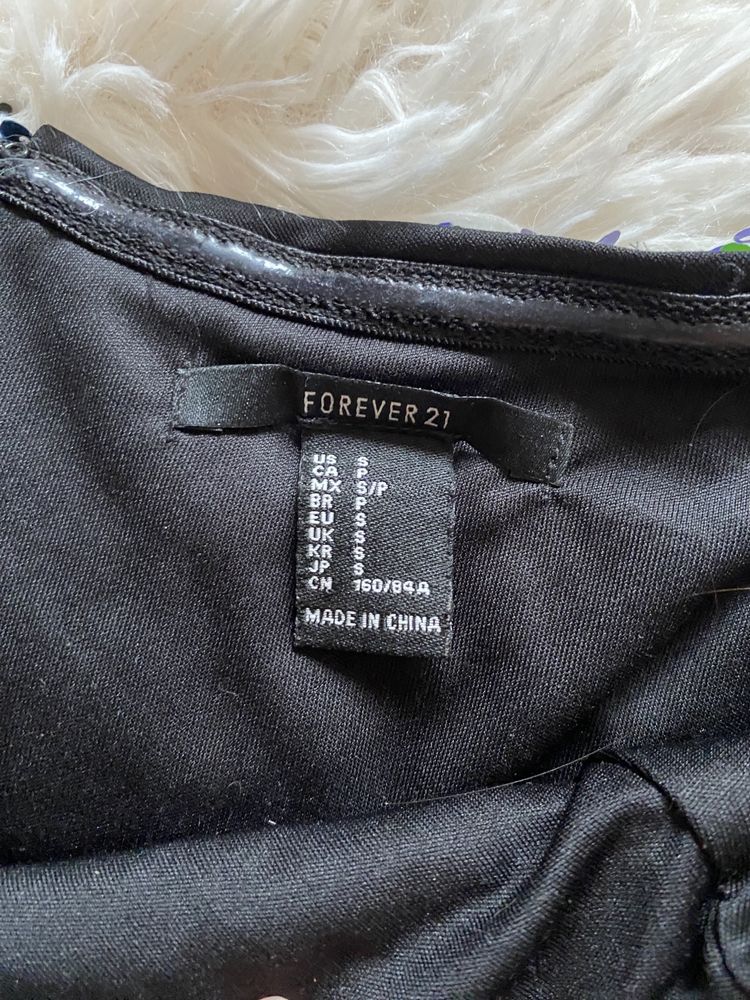 FOREVER 21
US S
CA P
MX S/P
BR P
EU S
UK S
KR S
JP S
CN 160/84A
MADE IN CHINA